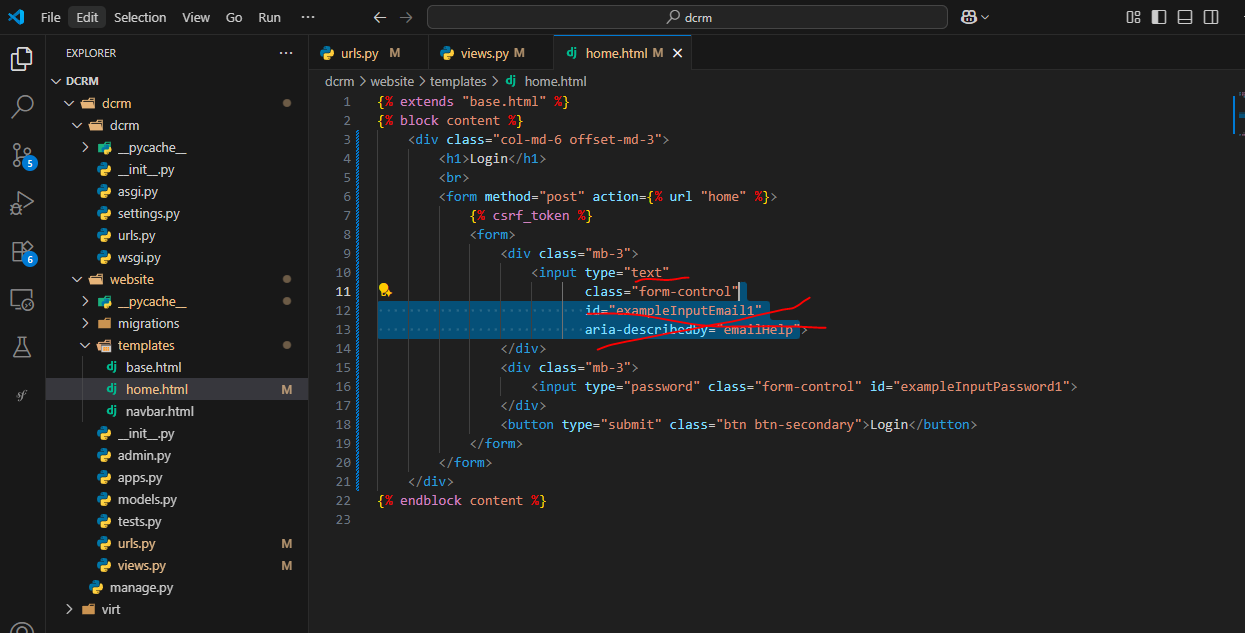 File Edit Selection View Go Run ··· dcrm
EXPLORER ···
DCRM
dcrm
dcrm
__pycache__
__init__.py
asgi.py
settings.py
urls.py
wsgi.py
website
__pycache__
migrations
templates
base.html
home.html M
navbar.html
__init__.py
admin.py
apps.py
models.py
tests.py
urls.py M
views.py M
manage.py
virt
5
6
urls.py M views.py M home.html M
dcrm > website > templates > dj home.html
1 {% extends "base.html" %}
2 {% block content %}
3 <div class="col-md-6 offset-md-3">
4 <h1>Login</h1>
5 <br>
6 <form method="post" action={% url "home" %}>
7 {% csrf_token %}
8 <form>
9 <div class="mb-3">
10 <input type="text"
11 class="form-control"
12 id="exampleInputEmail1"
13 aria-describedby="emailHelp">
14 </div>
15 <div class="mb-3">
16 <input type="password" class="form-control" id="exampleInputPassword1">
17 </div>
18 <button type="submit" class="btn btn-secondary">Login</button>
19 </form>
20 </form>
21 </div>
22 {% endblock content %}
23